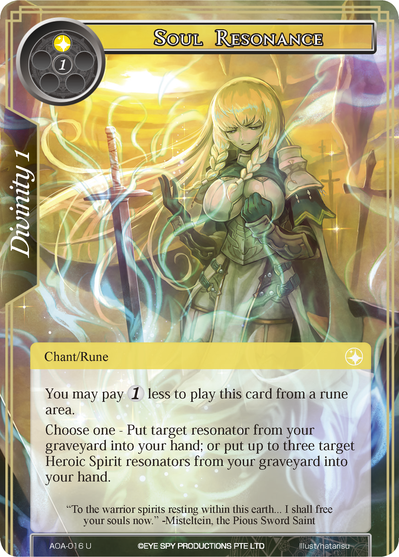 Soul Resonance
1
Divinity 1
Chant/Rune
You may pay 1 less to play this card from a rune
area.
Choose one - Put target resonator from your
graveyard into your hand; or put up to three target
Heroic Spirit resonators from your graveyard into
your hand.
“To the warrior spirits resting within this earth... I shall free
your souls now.” -Misteltein, the Pious Sword Saint
AOA-016 U
©EYE SPY PRODUCTIONS PTE LTD
Illust/hatarisu